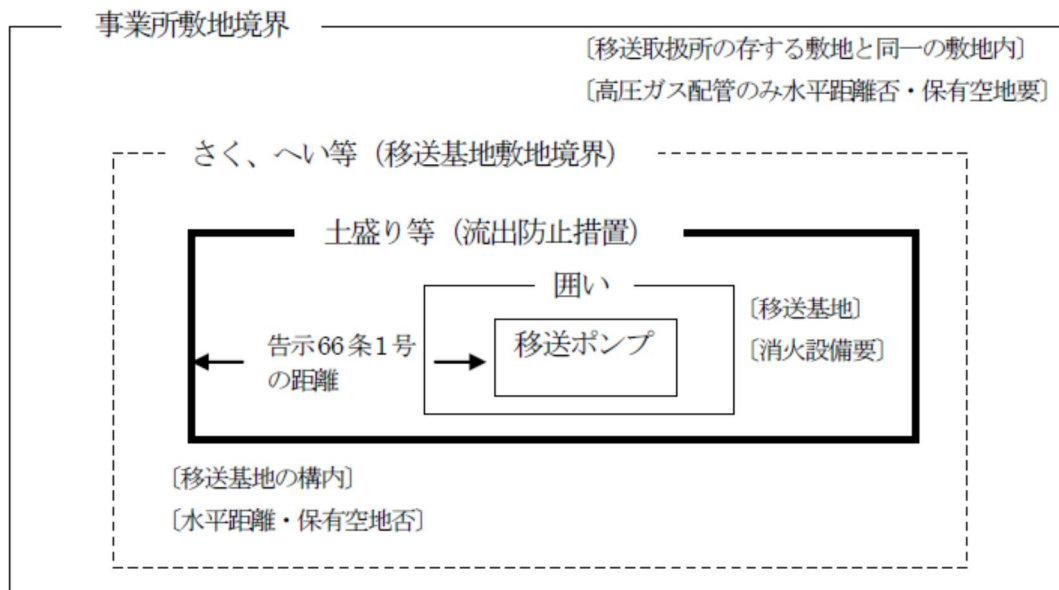 事業所敷地境界
〔移送取扱所の存する敷地と同一の敷地内〕
〔高圧ガス配管のみ水平距離否・保有空地要〕
さく、へい等（移送基地敷地境界）
土盛り等（流出防止措置）
囲い
移送ポンプ
〔移送基地〕
〔消火設備要〕
告示66条1号
の距離
〔移送基地の構内〕
〔水平距離・保有空地否〕